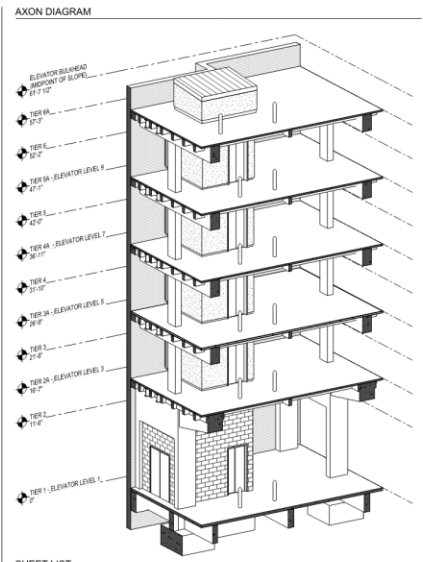 AXON DIAGRAM
ELEVATOR BULKHEAD
(MIDPOINT OF SLOPE)
61'-7 1/2"
TIER 6A
57'-3"
TIER 6
52'-2"
TIER 5A - ELEVATOR LEVEL 9
47'-1"
TIER 5
42'-0"
TIER 4A - ELEVATOR LEVEL 7
36'-11"
TIER 4
31'-10"
TIER 3A - ELEVATOR LEVEL 5
26'-9"
TIER 3
21'-8"
TIER 2A - ELEVATOR LEVEL 3
16'-7"
TIER 2
11'-6"
TIER 1 - ELEVATOR LEVEL 1
0"
SHEET LIST